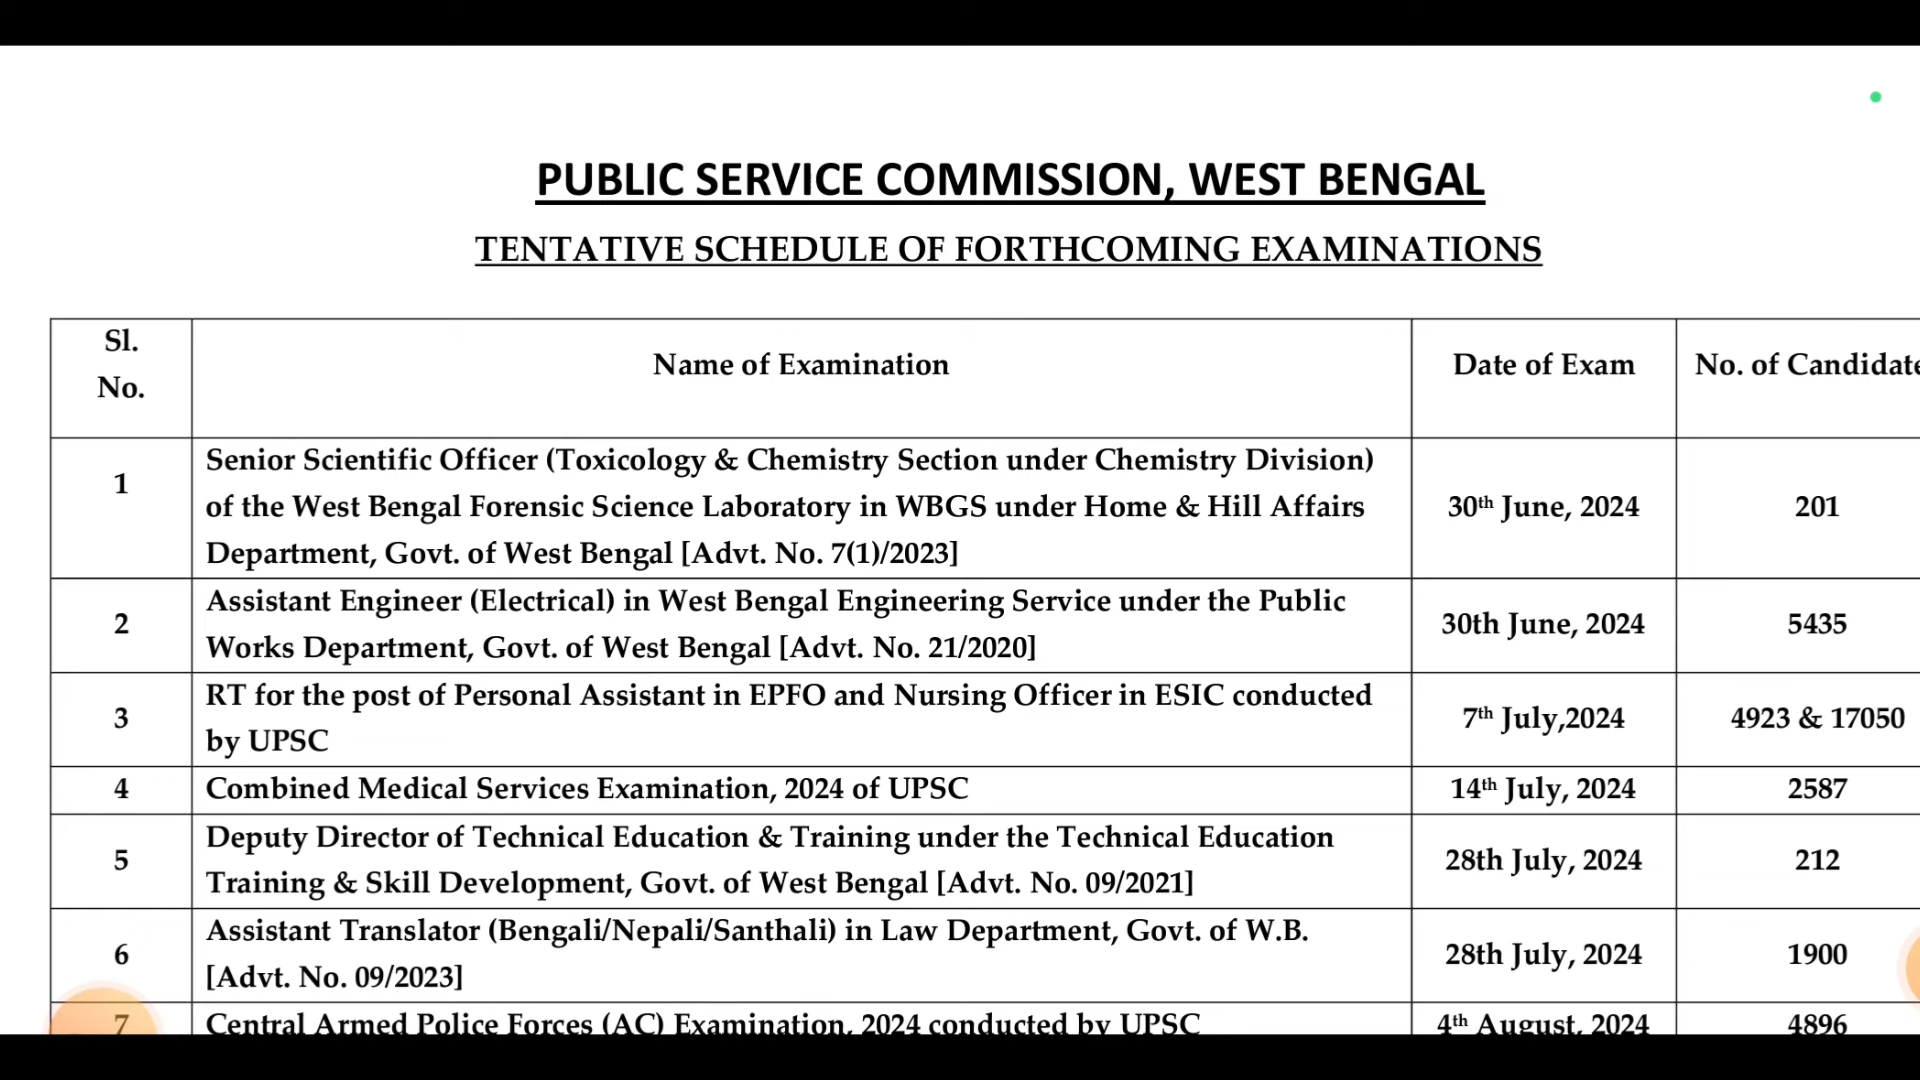 PUBLIC SERVICE COMMISSION, WEST BENGAL
TENTATIVE SCHEDULE OF FORTHCOMING EXAMINATIONS
Sl.
No.
Name of Examination
Date of Exam
No. of Candidate
1
Senior Scientific Officer (Toxicology & Chemistry Section under Chemistry Division)
of the West Bengal Forensic Science Laboratory in WBGS under Home & Hill Affairs
Department, Govt. of West Bengal [Advt. No. 7(1)/2023]
30th June, 2024
201
2
Assistant Engineer (Electrical) in West Bengal Engineering Service under the Public
Works Department, Govt. of West Bengal [Advt. No. 21/2020]
30th June, 2024
5435
3
RT for the post of Personal Assistant in EPFO and Nursing Officer in ESIC conducted
by UPSC
7th July,2024
4923 & 17050
4
Combined Medical Services Examination, 2024 of UPSC
14th July, 2024
2587
5
Deputy Director of Technical Education & Training under the Technical Education
Training & Skill Development, Govt. of West Bengal [Advt. No. 09/2021]
28th July, 2024
212
6
Assistant Translator (Bengali/Nepali/Santhali) in Law Department, Govt. of W.B.
[Advt. No. 09/2023]
28th July, 2024
1900
7
Central Armed Police Forces (AC) Examination, 2024 conducted by UPSC
4th August, 2024
4896